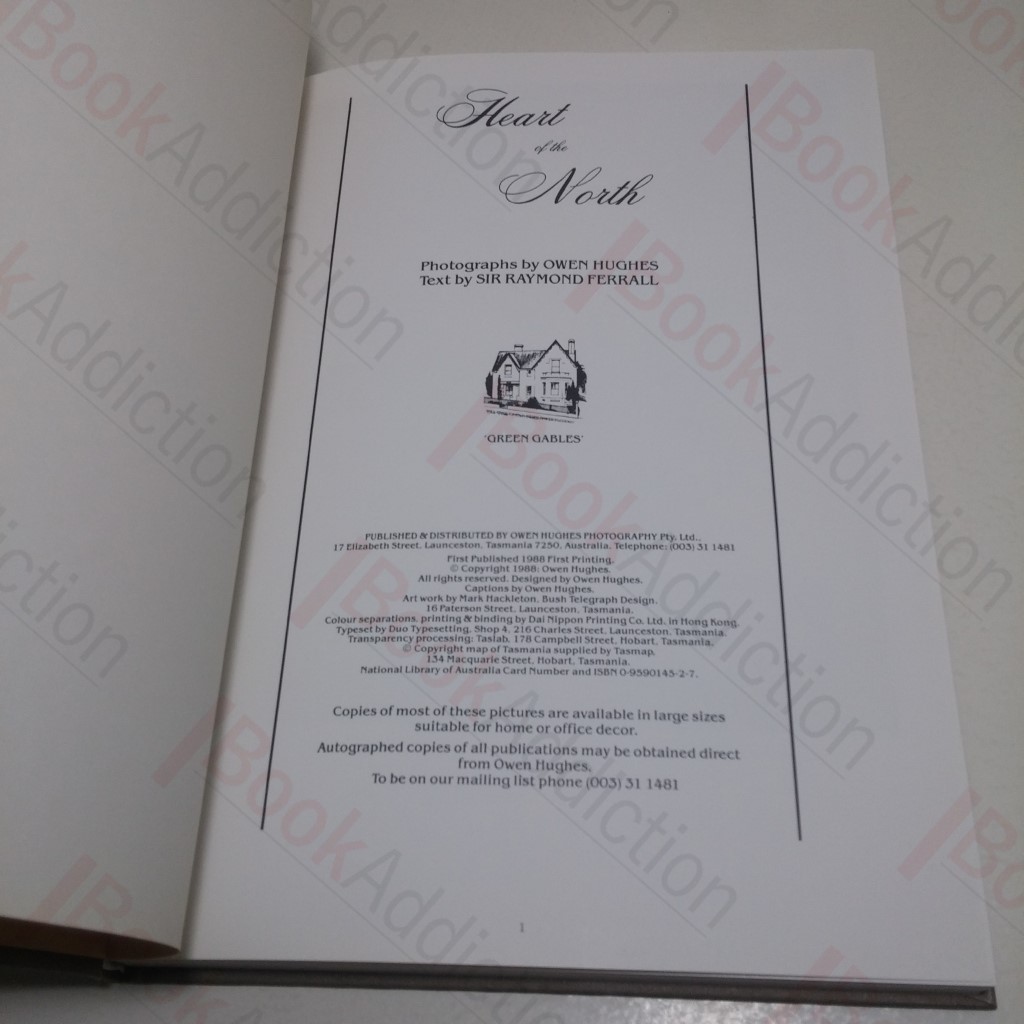 Heart
of the
North
Photographs by OWEN HUGHES
Text by SIR RAYMOND FERRALL
'GREEN GABLES'
PUBLISHED & DISTRIBUTED BY OWEN HUGHES PHOTOGRAPHY Pty. Ltd.,
17 Elizabeth Street, Launceston, Tasmania 7250, Australia. Telephone: (003) 31 1481
First Published 1988 First Printing.
© Copyright 1988: Owen Hughes.
All rights reserved. Designed by Owen Hughes.
Captions by Owen Hughes.
Art work by Mark Hackleton, Bush Telegraph Design.
16 Paterson Street, Launceston, Tasmania.
Colour separations, printing & binding by Dai Nippon Printing Co. Ltd. in Hong Kong.
Typeset by Duo Typesetting, Shop 4, 216 Charles Street, Launceston, Tasmania.
Transparency processing: Taslab, 178 Campbell Street, Hobart, Tasmania.
© Copyright map of Tasmania supplied by Tasmap.
134 Macquarie Street, Hobart, Tasmania.
National Library of Australia Card Number and ISBN 0-9590145-2-7.
Copies of most of these pictures are available in large sizes
suitable for home or office decor.
Autographed copies of all publications may be obtained direct
from Owen Hughes.
To be on our mailing list phone (003) 31 1481
1
BookAddiction
BookAddiction
BookAddiction
BookAddiction
BookAddiction
BookAddiction